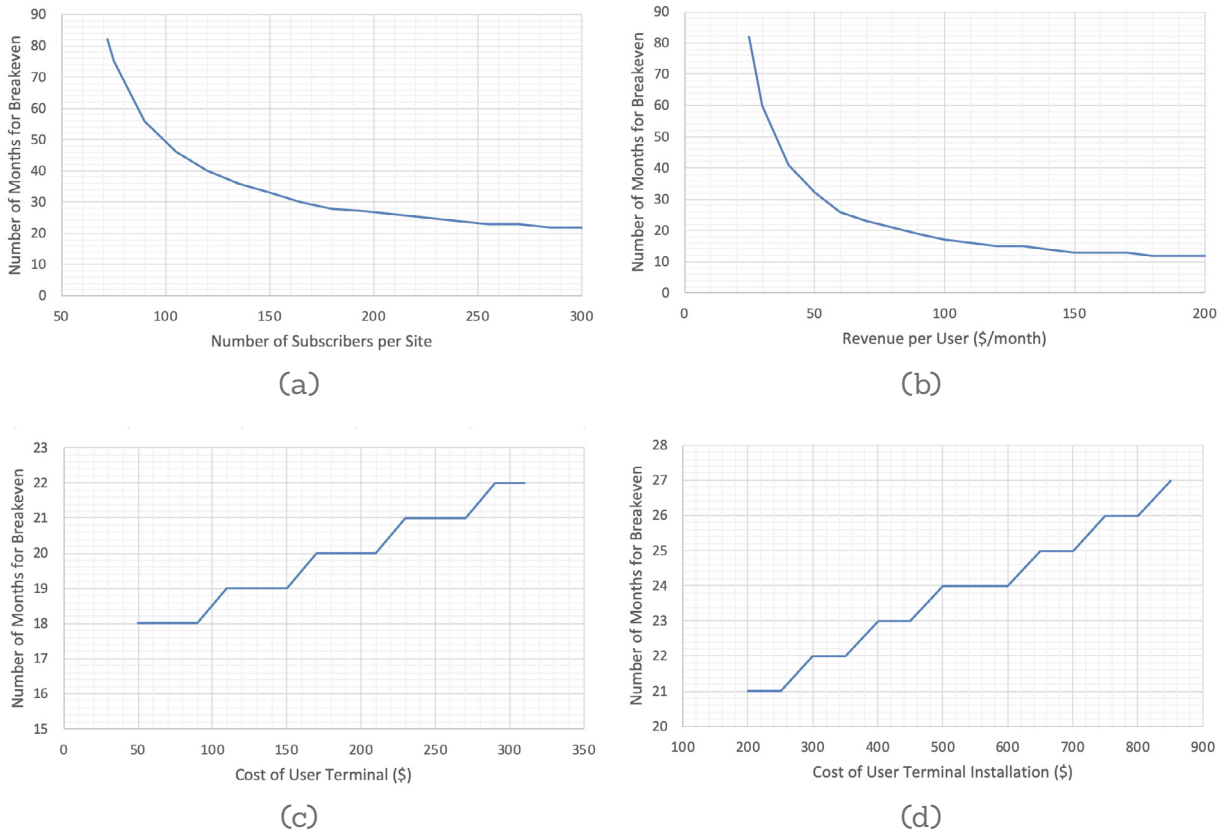 Number of Months for Breakeven
90
80
70
60
50
40
30
20
10
0
50 100 150 200 250 300
Number of Subscribers per Site
(a)
Number of Months for Breakeven
90
80
70
60
50
40
30
20
10
0
0 50 100 150 200
Revenue per User ($/month)
(b)
Number of Months for Breakeven
23
22
21
20
19
18
17
16
15
0 50 100 150 200 250 300 350
Cost of User Terminal ($)
(c)
Number of Months for Breakeven
28
27
26
25
24
23
22
21
20
100 200 300 400 500 600 700 800 900
Cost of User Terminal Installation ($)
(d)